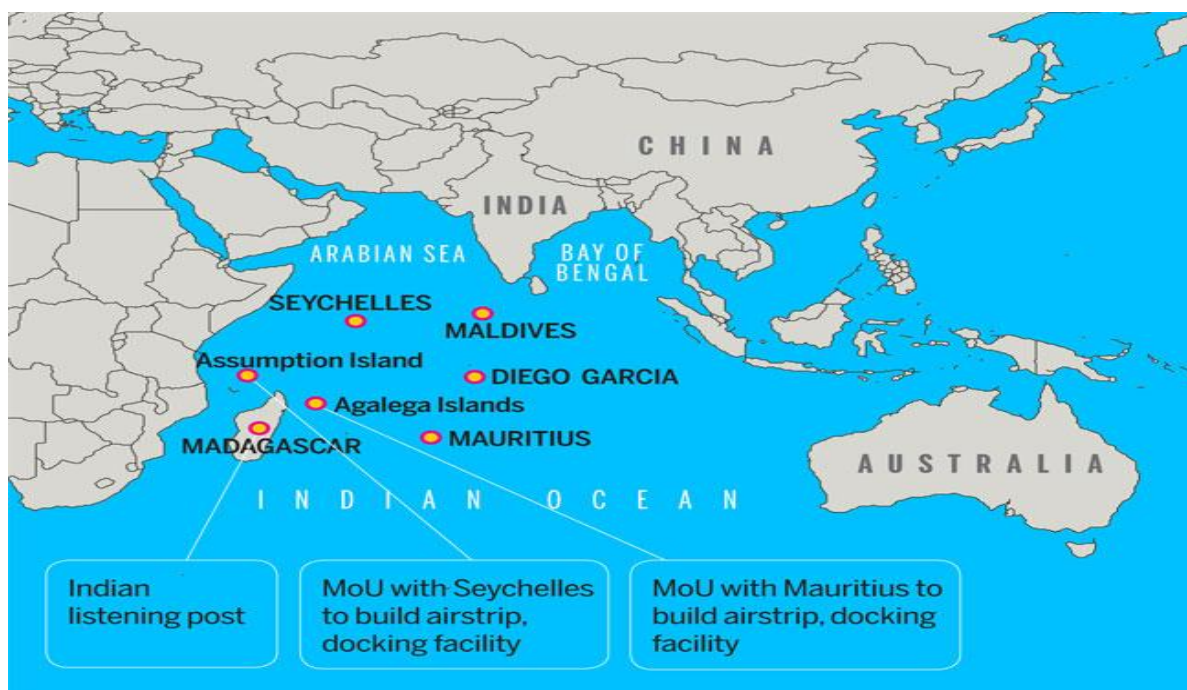 CHINA
INDIA
ARABIAN SEA
BAY OF
BENGAL
SEYCHELLES
MALDIVES
Assumption Island
DIEGO GARCIA
Agalega Islands
MAURITIUS
MADAGASCAR
AUSTRALIA
INDIAN OCEAN
Indian
listening post
MoU with Seychelles
to build airstrip,
docking facility
MoU with Mauritius to
build airstrip, docking
facility